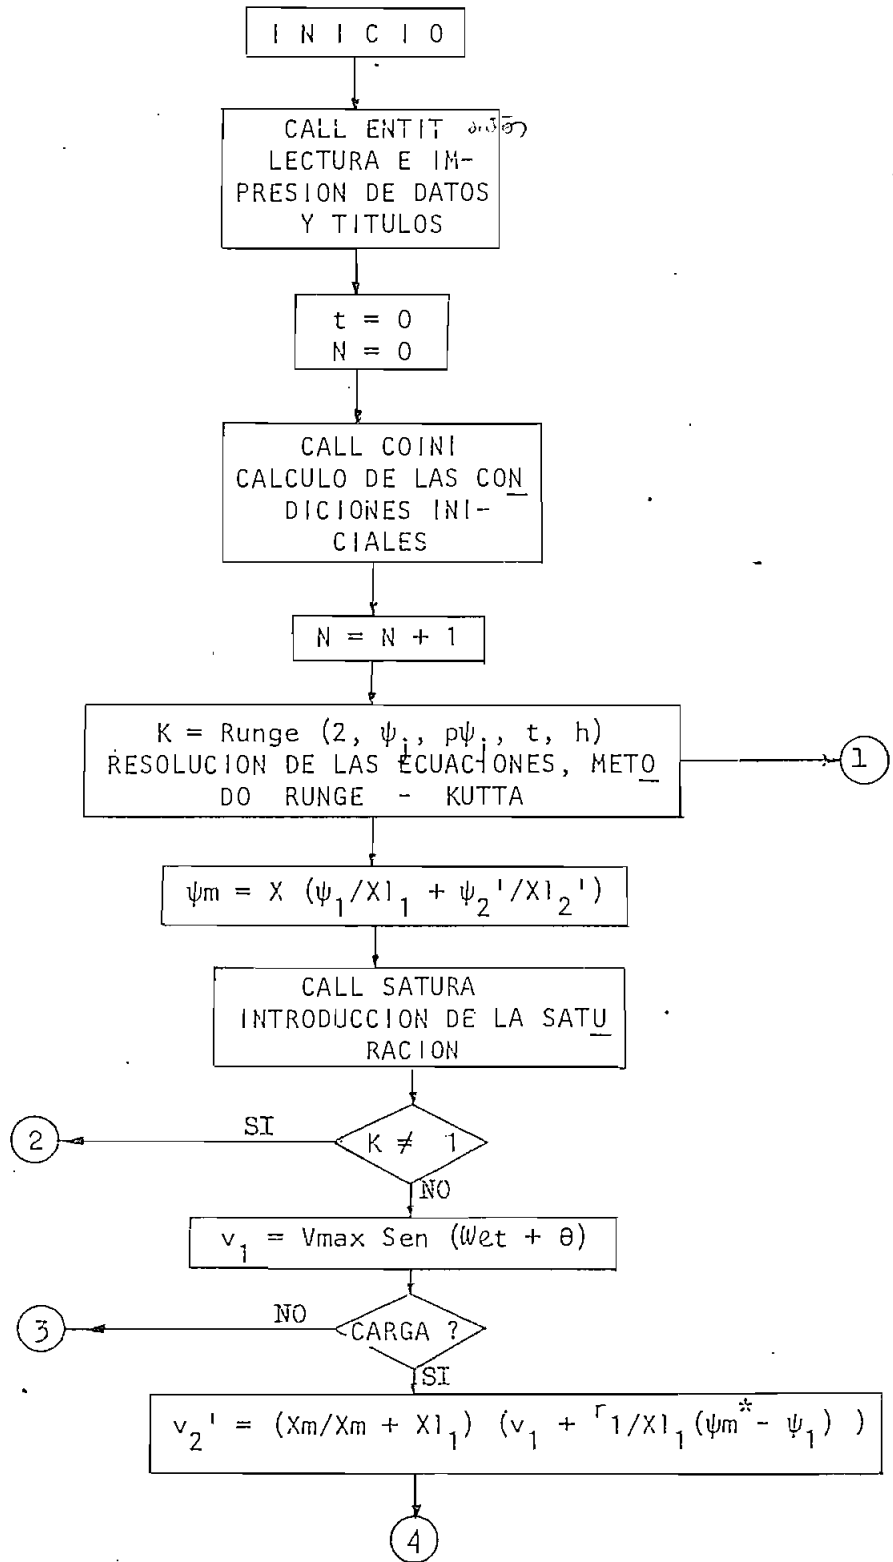 I N I C I O
CALL ENTIT
LECTURA E IM-
PRESION DE DATOS
Y TITULOS
t = 0
N = 0
CALL COINI
CALCULO DE LAS CON
DICIONES INI-
CIALES
N = N + 1
K = Runge (2, ψj, pψj, t, h)
RESOLUCION DE LAS ECUACIONES, METO
DO RUNGE - KUTTA
1
ψm = X (ψ1/Xl1 + ψ2'/Xl2')
CALL SATURA
INTRODUCCION DE LA SATU
RACION
K ≠ 1
SI
2
NO
v1 = Vmax Sen (Wet + θ)
CARGA ?
NO
3
SI
v2' = (Xm/Xm + Xl1) (v1 + r1/Xl1(ψm* - ψ1) )
4